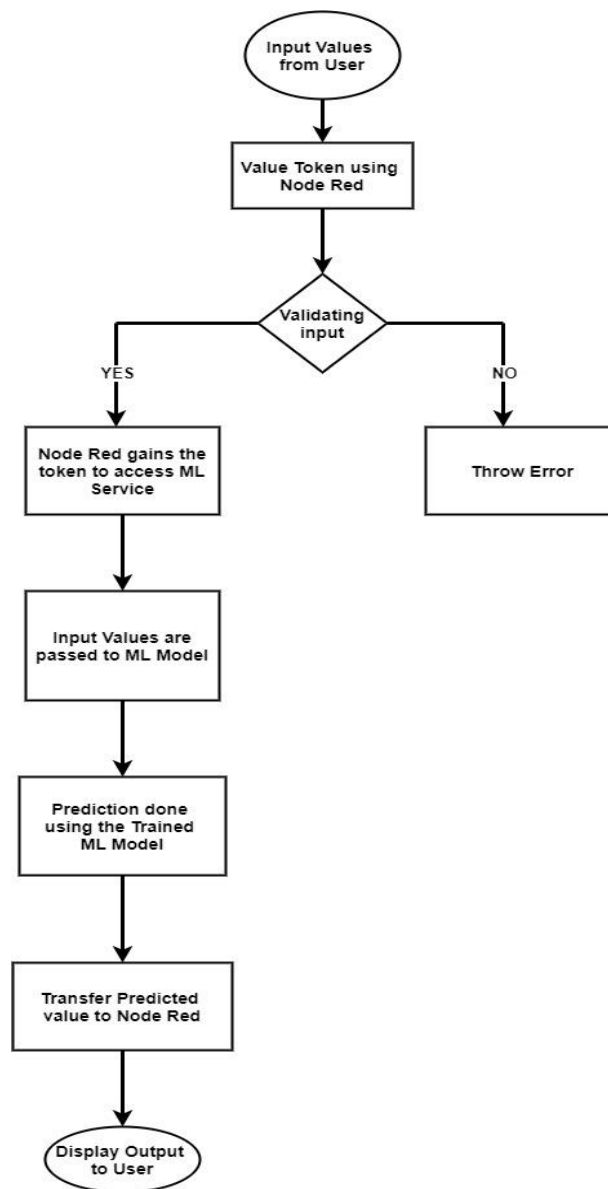 Input Values
from User
Value Token using
Node Red
Validating
input
YES
NO
Node Red gains the
token to access ML
Service
Throw Error
Input Values are
passed to ML Model
Prediction done
using the Trained
ML Model
Transfer Predicted
value to Node Red
Display Output
to User